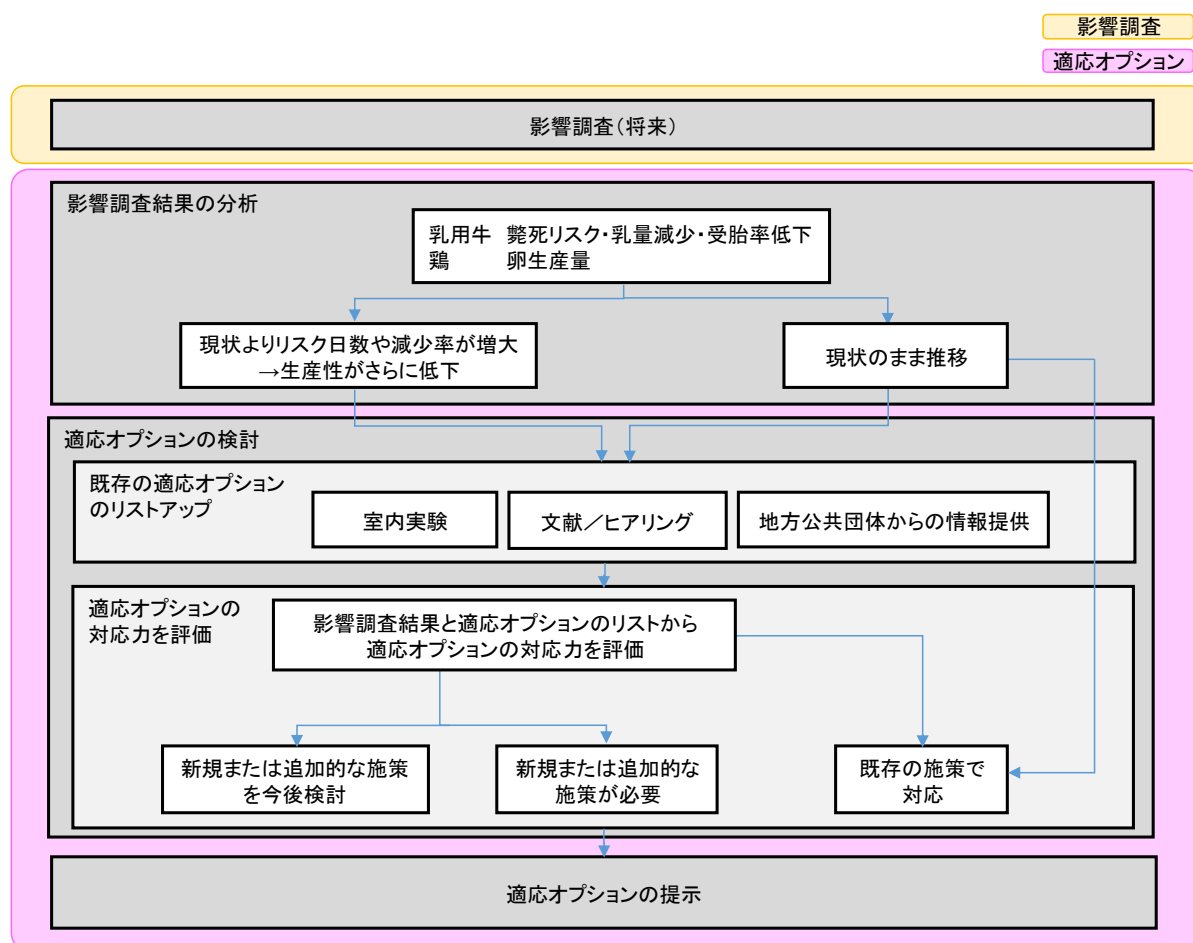 影響調査
適応オプション
影響調査(将来)
影響調査結果の分析
乳用牛 斃死リスク・乳量減少・受胎率低下
鶏 卵生産量
現状よりリスク日数や減少率が増大
→生産性がさらに低下
現状のまま推移
適応オプションの検討
既存の適応オプション
のリストアップ
室内実験
文献/ヒアリング
地方公共団体からの情報提供
適応オプションの
対応力を評価
影響調査結果と適応オプションのリストから
適応オプションの対応力を評価
新規または追加的な施策
を今後検討
新規または追加的な
施策が必要
既存の施策で
対応
適応オプションの提示